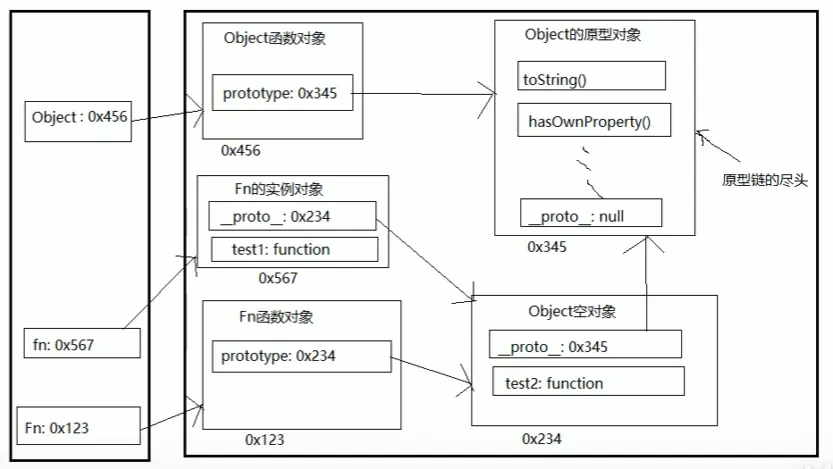 Object：0x456
fn: 0x567
Fn: 0x123
Object函数对象
prototype: 0x345
0x456
Fn的实例对象
__proto__: 0x234
test1: function
0x567
Fn函数对象
prototype: 0x234
0x123
Object的原型对象
toString()
hasOwnProperty()
__proto__: null
0x345
原型链的尽头
Object空对象
__proto__: 0x345
test2: function
0x234